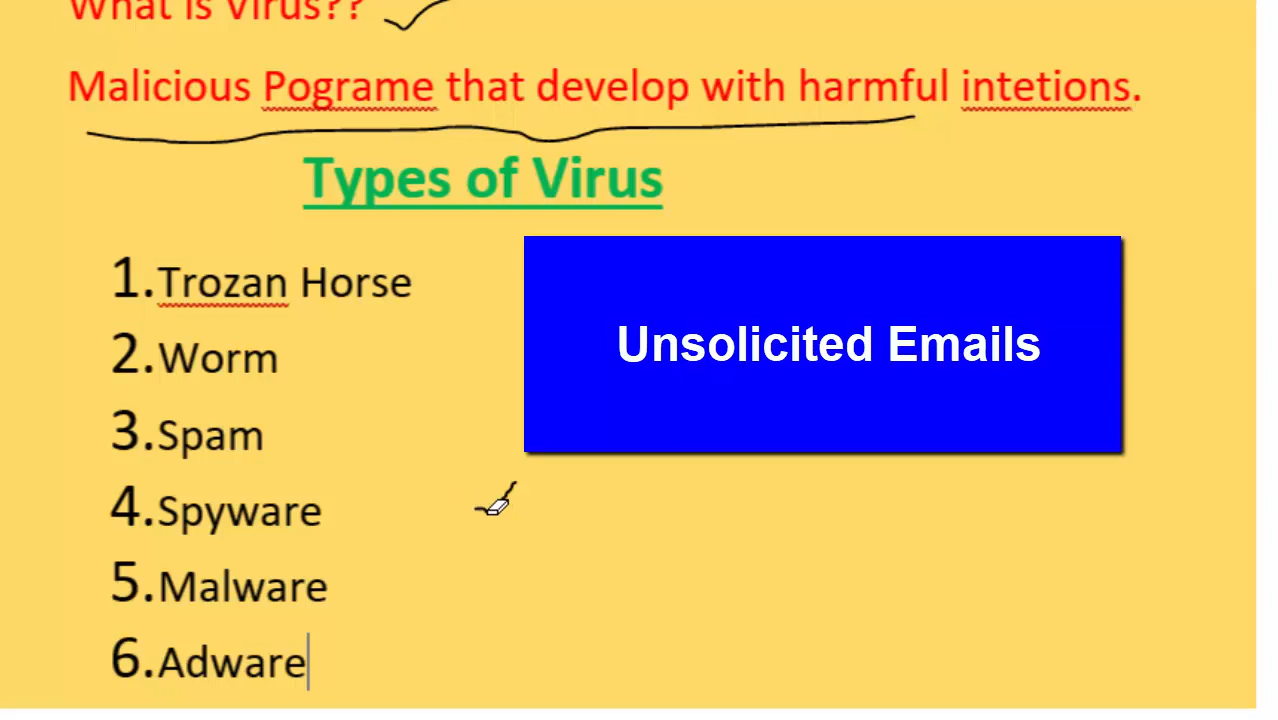 What is Virus??
Malicious Pograme that develop with harmful intetions.
Types of Virus
1.Trozan Horse
2.Worm
3.Spam
4.Spyware
5.Malware
6.Adware
Unsolicited Emails